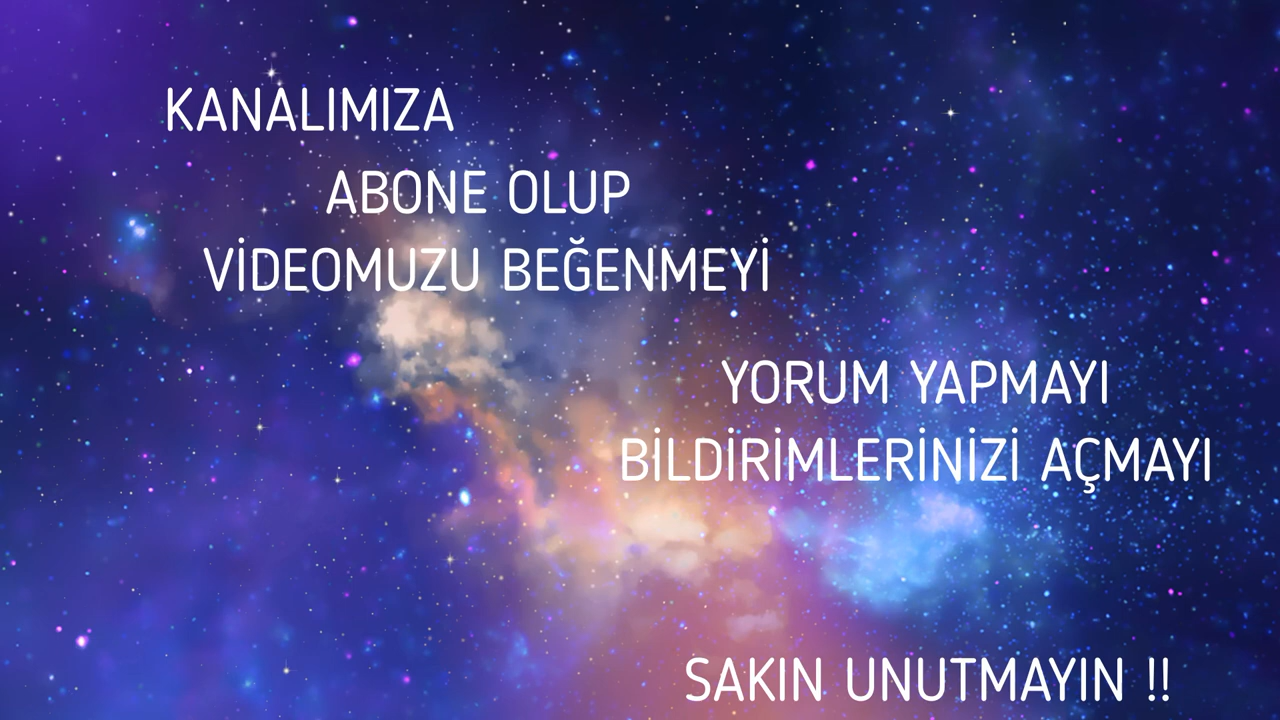 KANALIMIZA
ABONE OLUP
VİDEOMUZU BEĞENMEYİ
YORUM YAPMAYI
BİLDİRİMLERİNİZİ AÇMAYI
SAKIN UNUTMAYIN !!